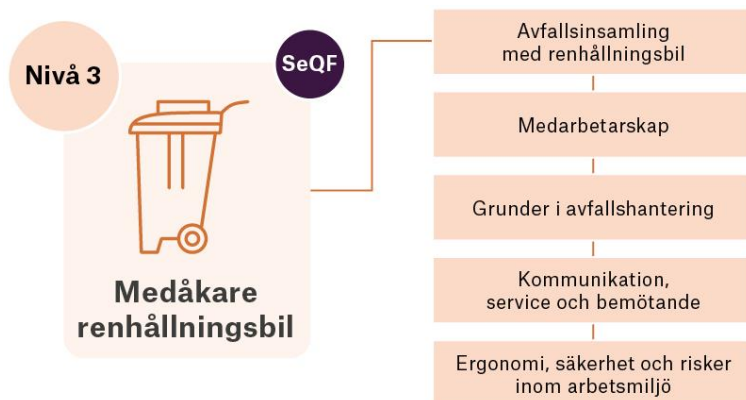 Nivå 3
SeQF
Medåkare
renhållningsbil
Avfallsinsamling
med renhållningsbil
Medarbetarskap
Grunder i avfallshantering
Kommunikation,
service och bemötande
Ergonomi, säkerhet och risker
inom arbetsmiljö